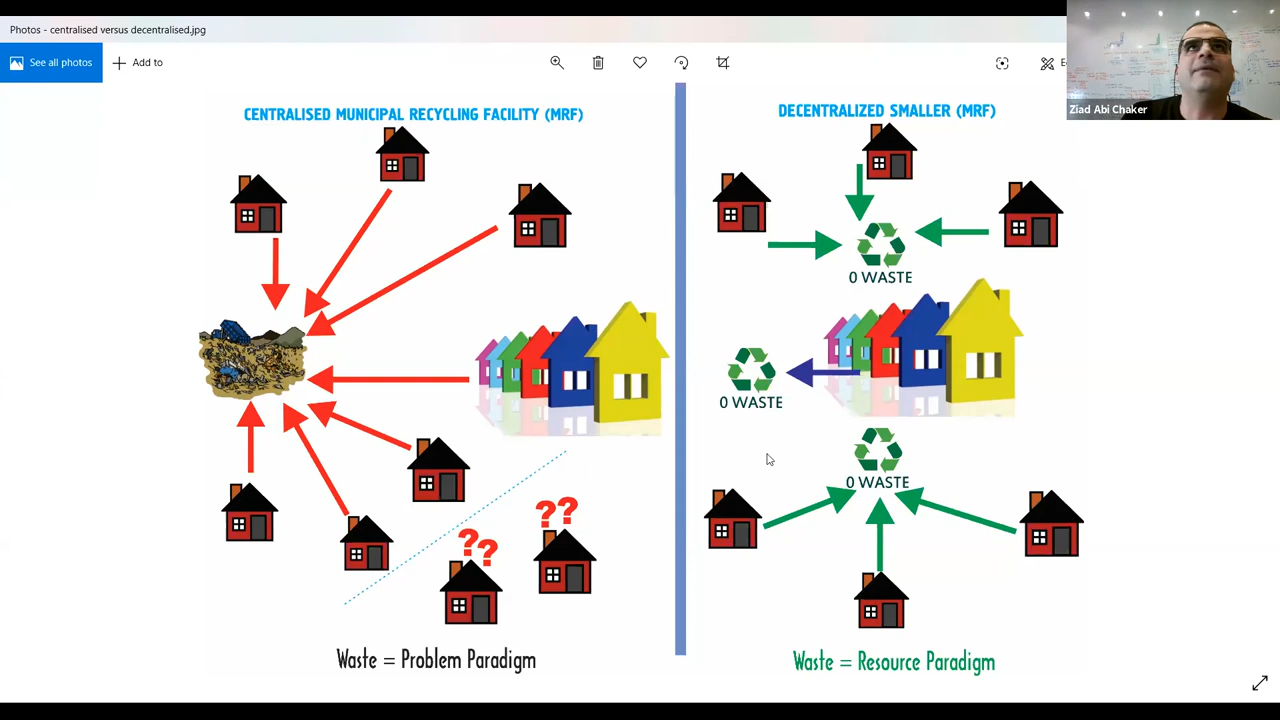 Photos - centralised versus decentralised.jpg
See all photos
Add to
Ziad Abi Chaker
CENTRALISED MUNICIPAL RECYCLING FACILITY (MRF)
??
??
Waste = Problem Paradigm
DECENTRALIZED SMALLER (MRF)
0 WASTE
0 WASTE
0 WASTE
Waste = Resource Paradigm